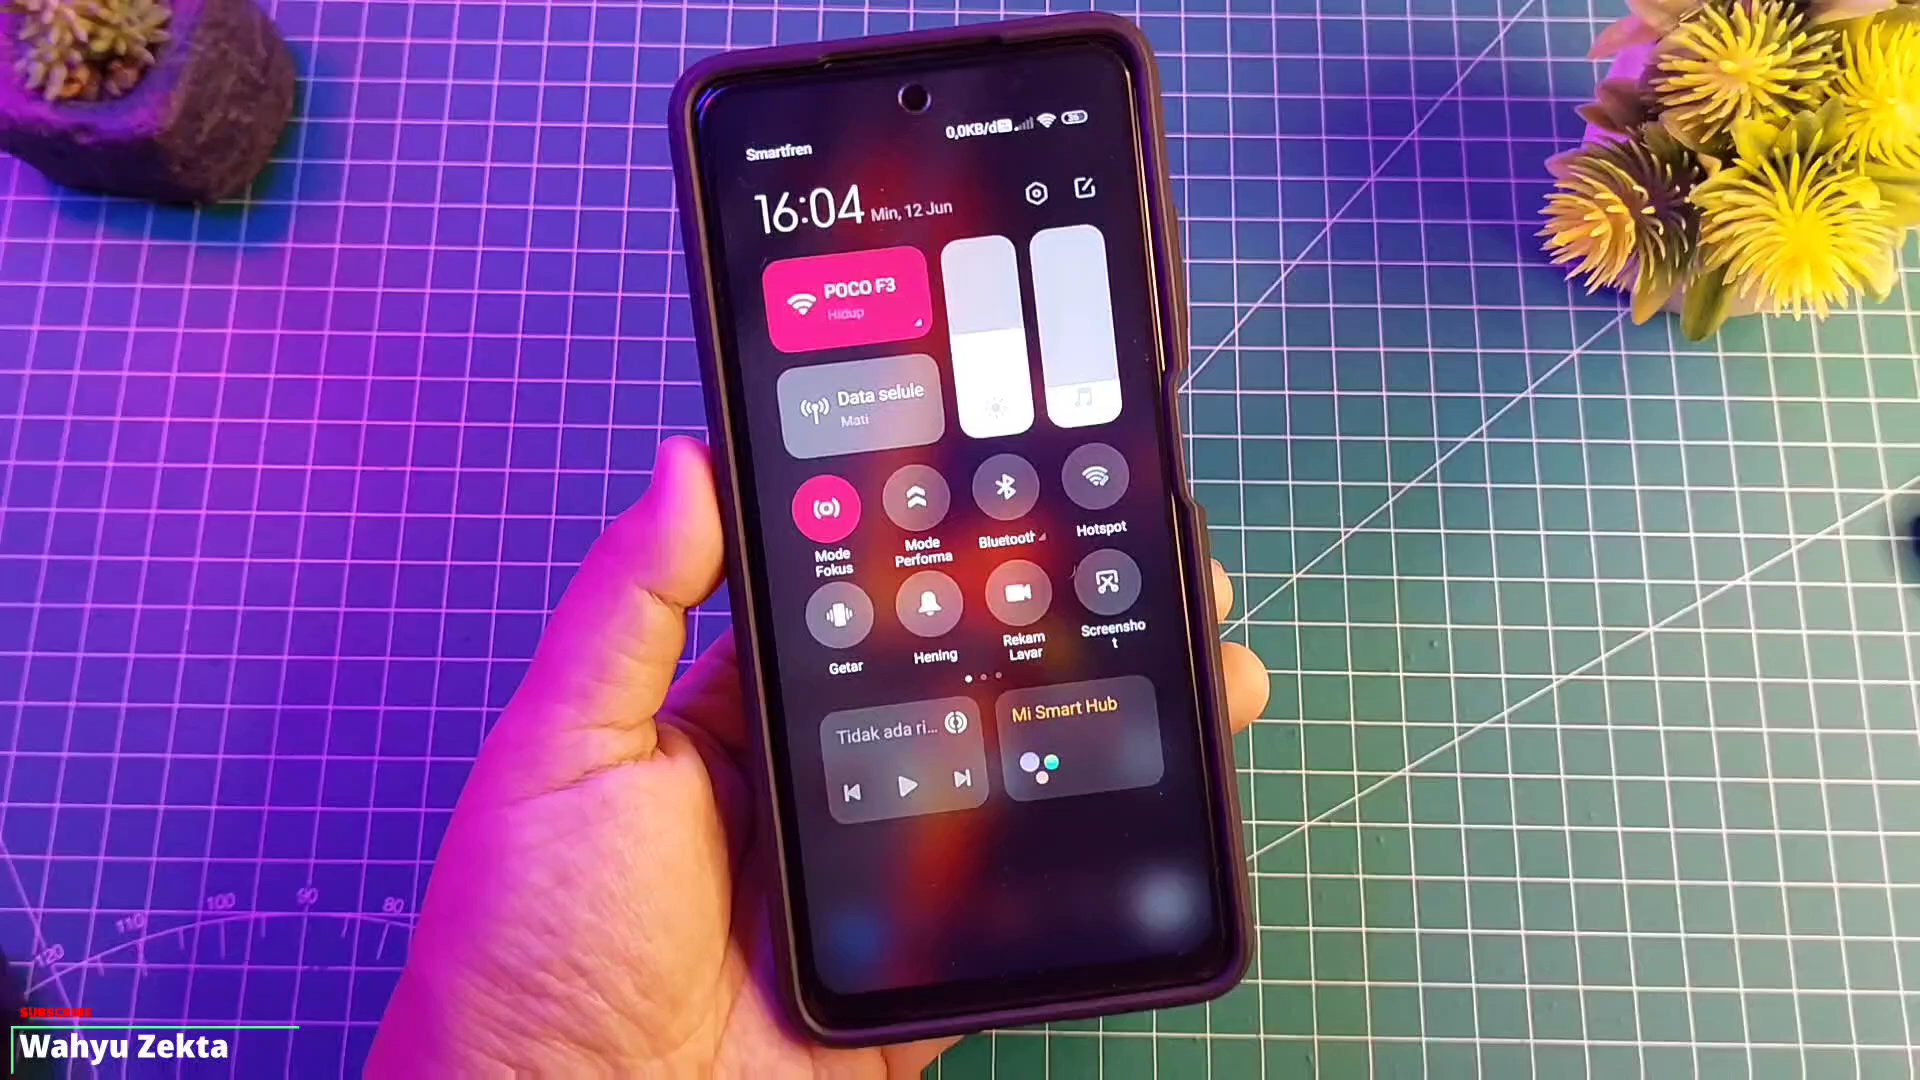 0,0KB/d
36
Smartfren
16:04 Min, 12 Jun
POCO F3
Hidup
Data selule
Mati
Mode
Fokus
Mode
Performa
Bluetooth
Hotspot
Getar
Hening
Rekam
Layar
Screensho
t
Tidak ada ri...
Mi Smart Hub
120
110
100
90
80
SUBSCRIBE
Wahyu Zekta